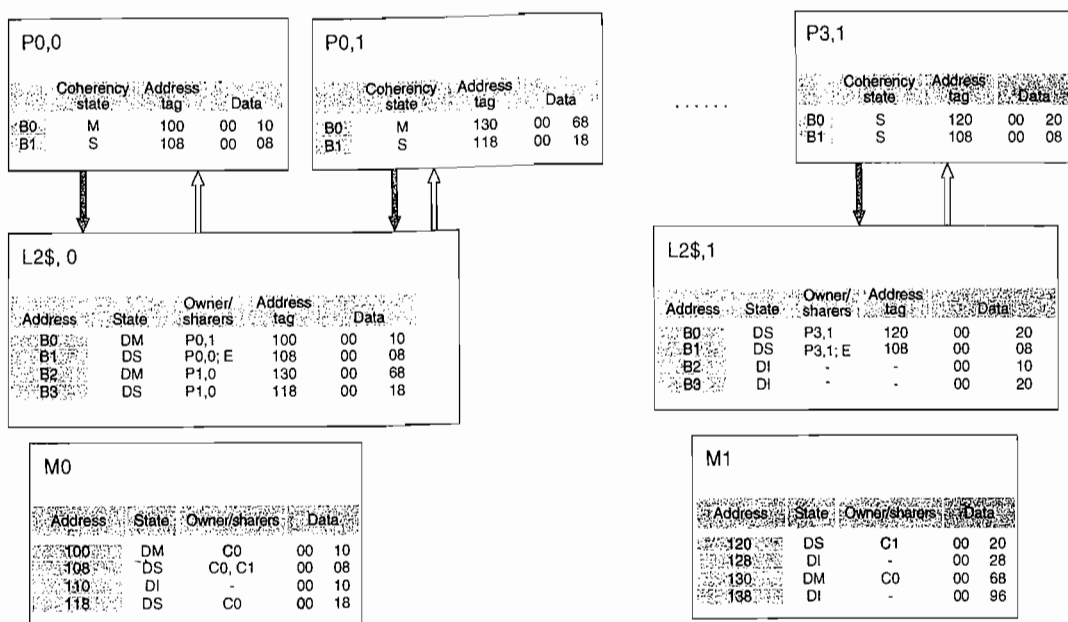 P0,0
Coherency state Address tag Data
B0 M 100 00 10
B1 S 108 00 08
P0,1
Coherency state Address tag Data
B0 M 130 00 68
B1 S 118 00 18
......
P3,1
Coherency state Address tag Data
B0 S 120 00 20
B1 S 108 00 08
L2$, 0
Address State Owner/ sharers Address tag Data
B0 DM P0,1 100 00 10
B1 DS P0,0; E 108 00 08
B2 DM P1,0 130 00 68
B3 DS P1,0 118 00 18
L2$,1
Address State Owner/ sharers Address tag Data
B0 DS P3,1 120 00 20
B1 DS P3,1; E 108 00 08
B2 DI - - 00 10
B3 DI - - 00 20
M0
Address State Owner/sharers Data
100 DM C0 00 10
108 DS C0, C1 00 08
110 DI - 00 10
118 DS C0 00 18
M1
Address State Owner/sharers Data
120 DS C1 00 20
128 DI - 00 28
130 DM C0 00 68
138 DI - 00 96